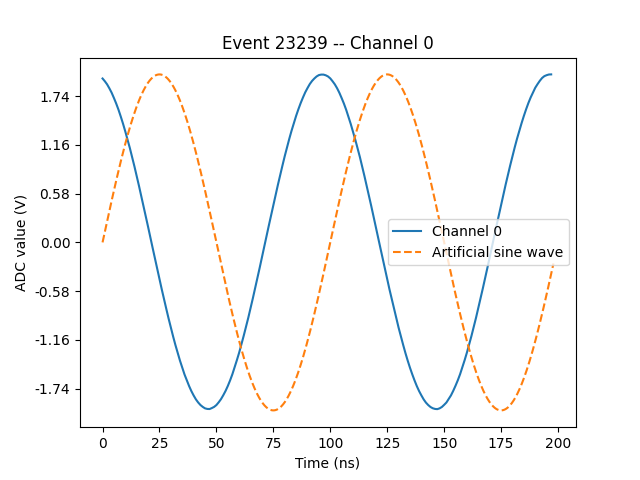 Event 23239 -- Channel 0
ADC value (V)
1.74
1.16
0.58
0.00
-0.58
-1.16
-1.74
Channel 0
Artificial sine wave
0 25 50 75 100 125 150 175 200
Time (ns)